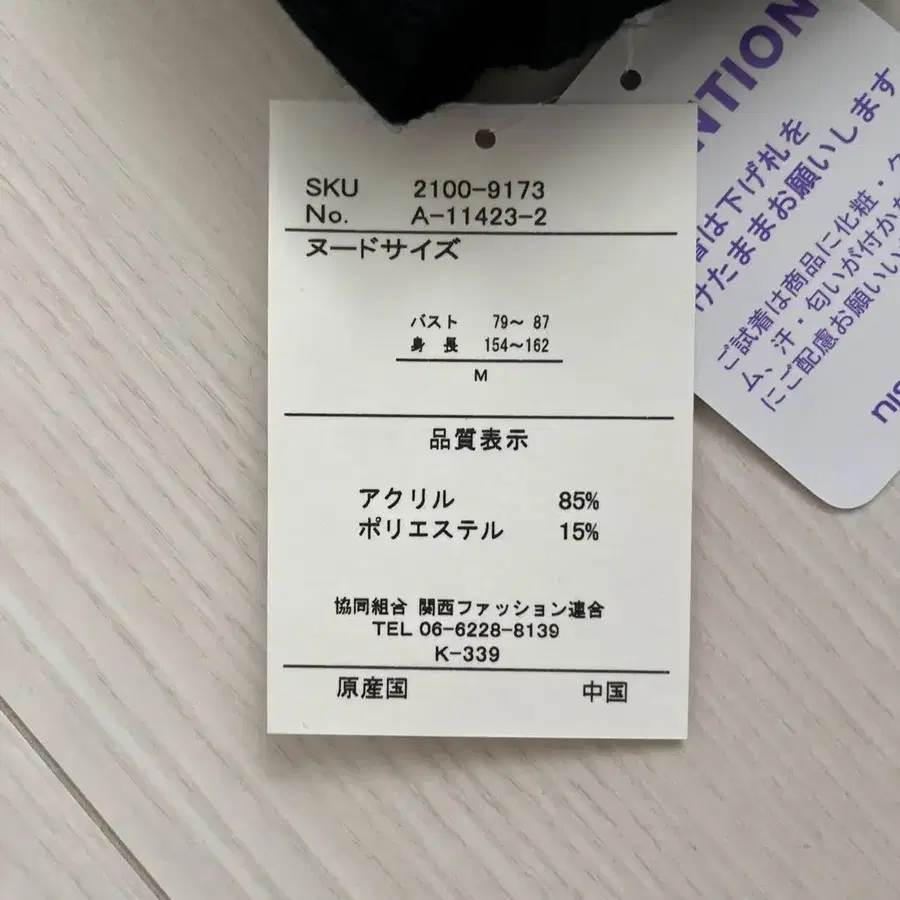 SKU 2100-9173
No. A-11423-2
ヌードサイズ
バスト 79～ 87
身 長 154～162
M
品質表示
アクリル 85%
ポリエステル 15%
協同組合 関西ファッション連合
TEL 06-6228-8139
K-339
原産国 中国
NTION
着は下げ札を
けたままお願いします
ご試着は商品に化粧・ク
ム、汗・匂いが付かな
にご配慮お願いい